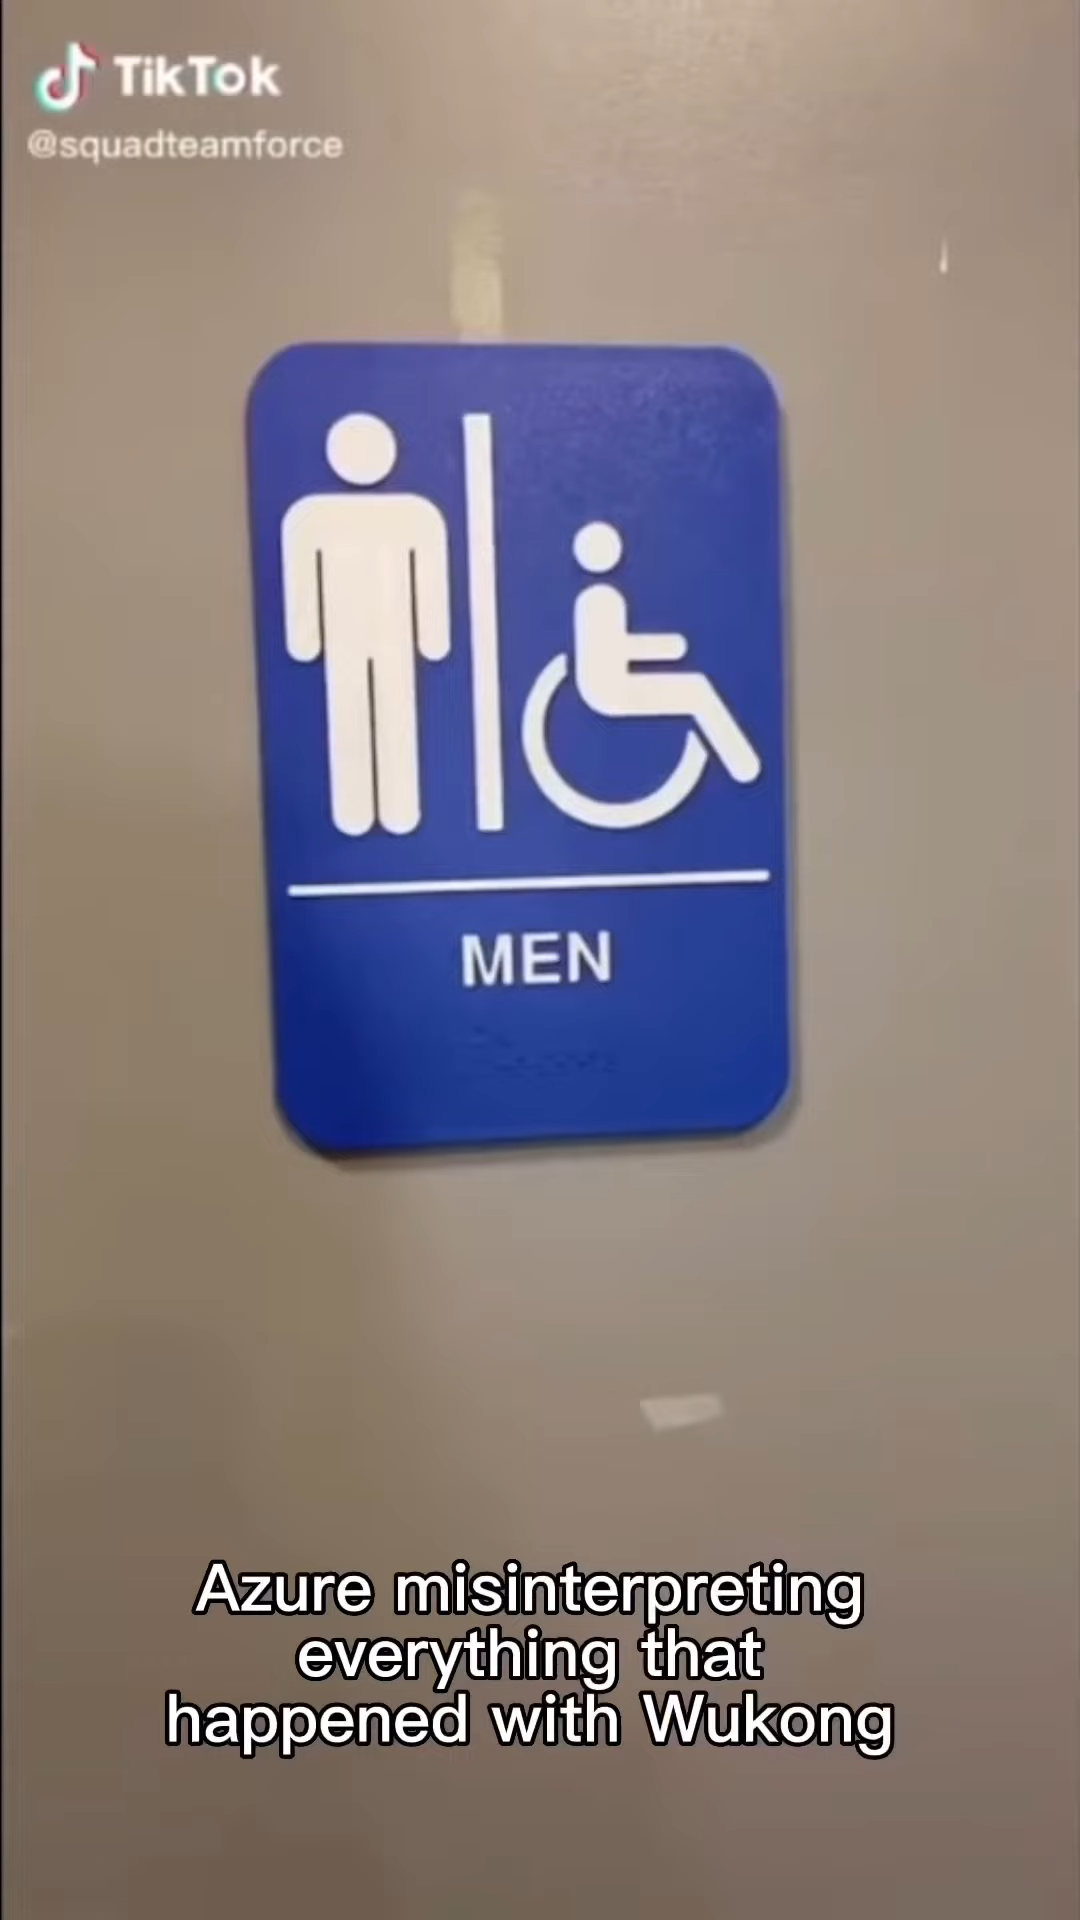 TikTok
@squadteamforce
MEN
Azure misinterpreting
everything that
happened with Wukong